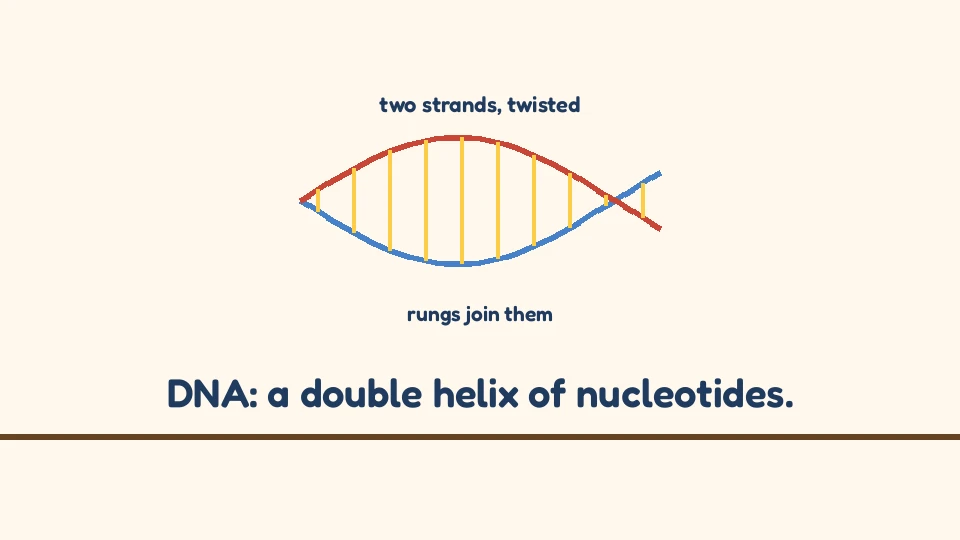 two strands, twisted
rungs join them
DNA: a double helix of nucleotides.